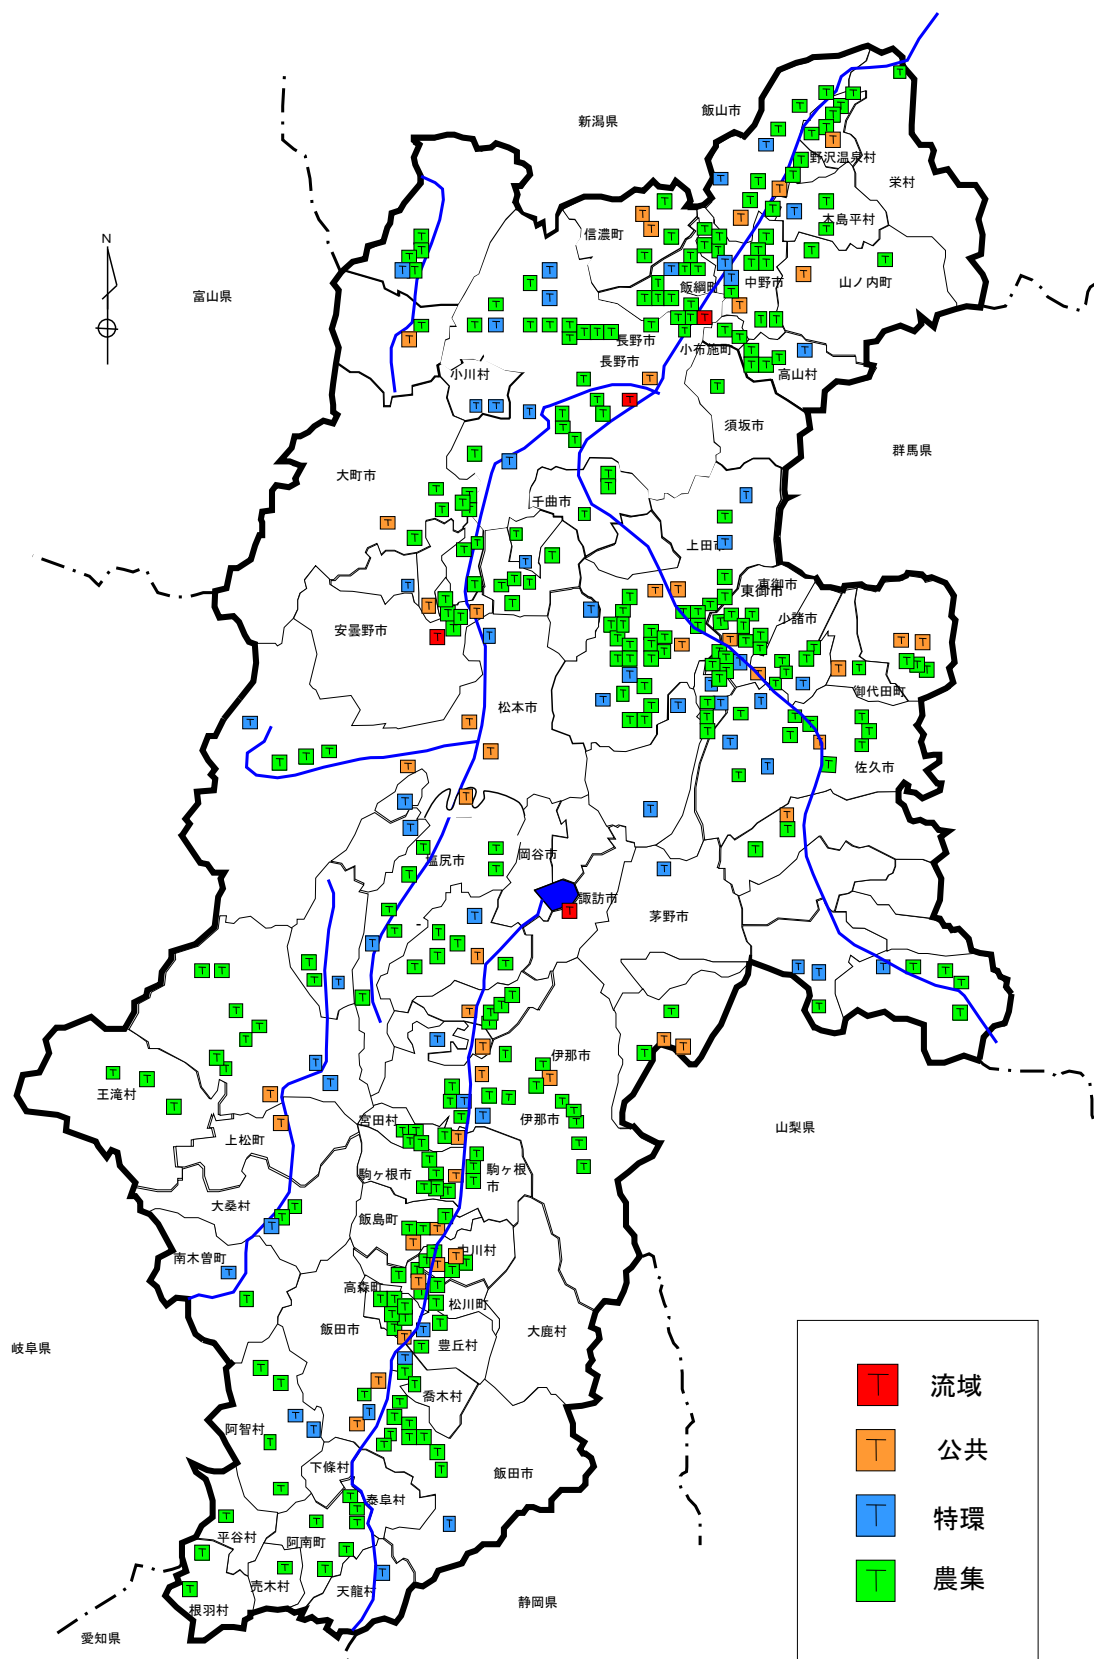 飯山市
新潟県
野沢温泉村
栄村
木島平村
信濃町
N
山ノ内町
中野市
飯綱町
富山県
長野市
小布施町
長野市
小川村
高山村
須坂市
群馬県
大町市
千曲市
上田市
東御市
東御市
小諸市
安曇野市
御代田町
松本市
佐久市
岡谷市
塩尻市
諏訪市
茅野市
伊那市
王滝村
伊那市
宮田村
山梨県
上松町
駒ヶ根市
駒ヶ根
市
大桑村
飯島町
中川村
南木曽町
高森町
松川町
飯田市
大鹿村
豊丘村
岐阜県
流域
喬木村
阿智村
公共
下條村
飯田市
泰阜村
特環
平谷村
阿南町
農集
売木村
天龍村
根羽村
静岡県
愛知県